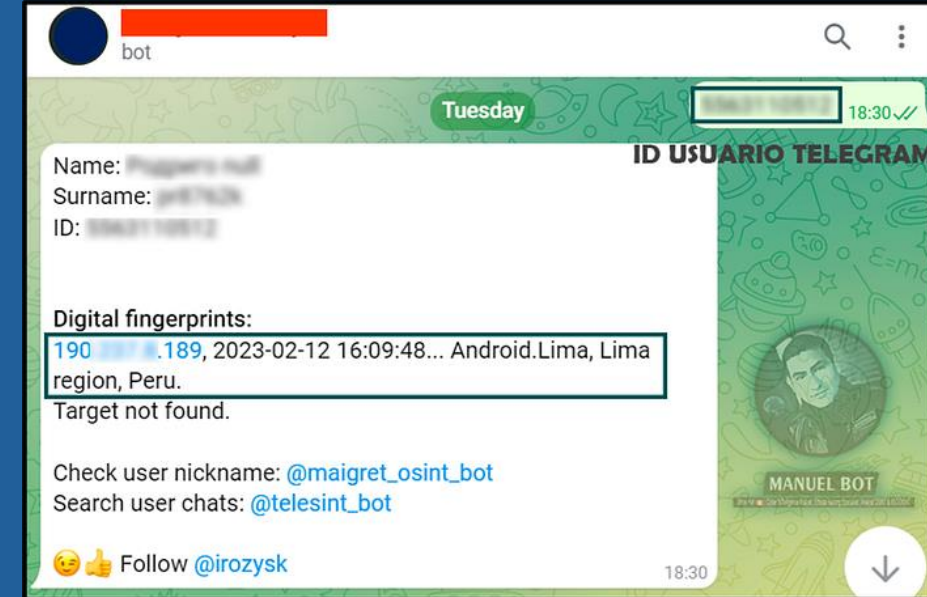 bot
Tuesday
18:30
ID USUARIO TELEGRAM
Name:
Surname:
ID:
Digital fingerprints:
190 .189, 2023-02-12 16:09:48... Android.Lima, Lima
region, Peru.
Target not found.
Check user nickname: @maigret_osint_bot
Search user chats: @telesint_bot
😉👍 Follow @irozysk
18:30
MANUEL BOT
E=m